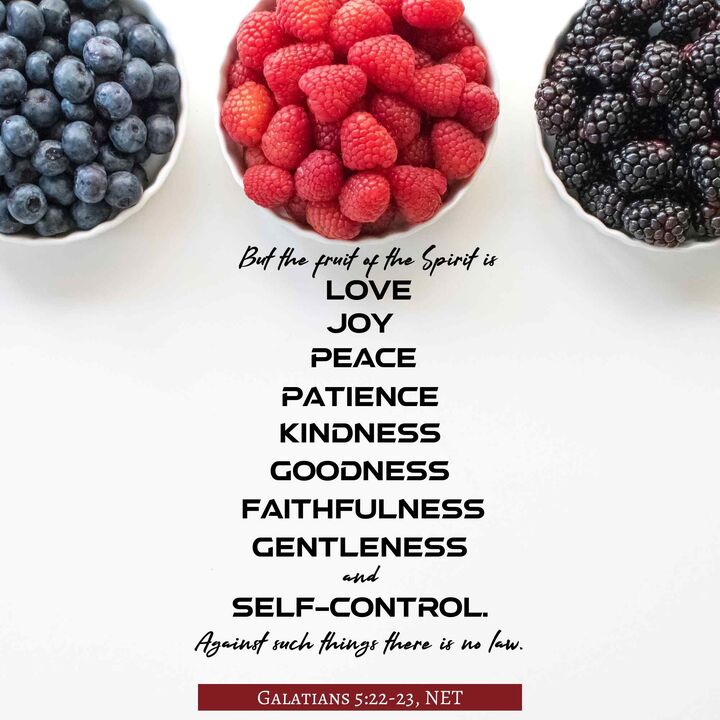 But the fruit of the Spirit is
LOVE
JOY
PEACE
PATIENCE
KINDNESS
GOODNESS
FAITHFULNESS
GENTLENESS
and
SELF-CONTROL.
Against such things there is no law.
GALATIANS 5:22-23, NET